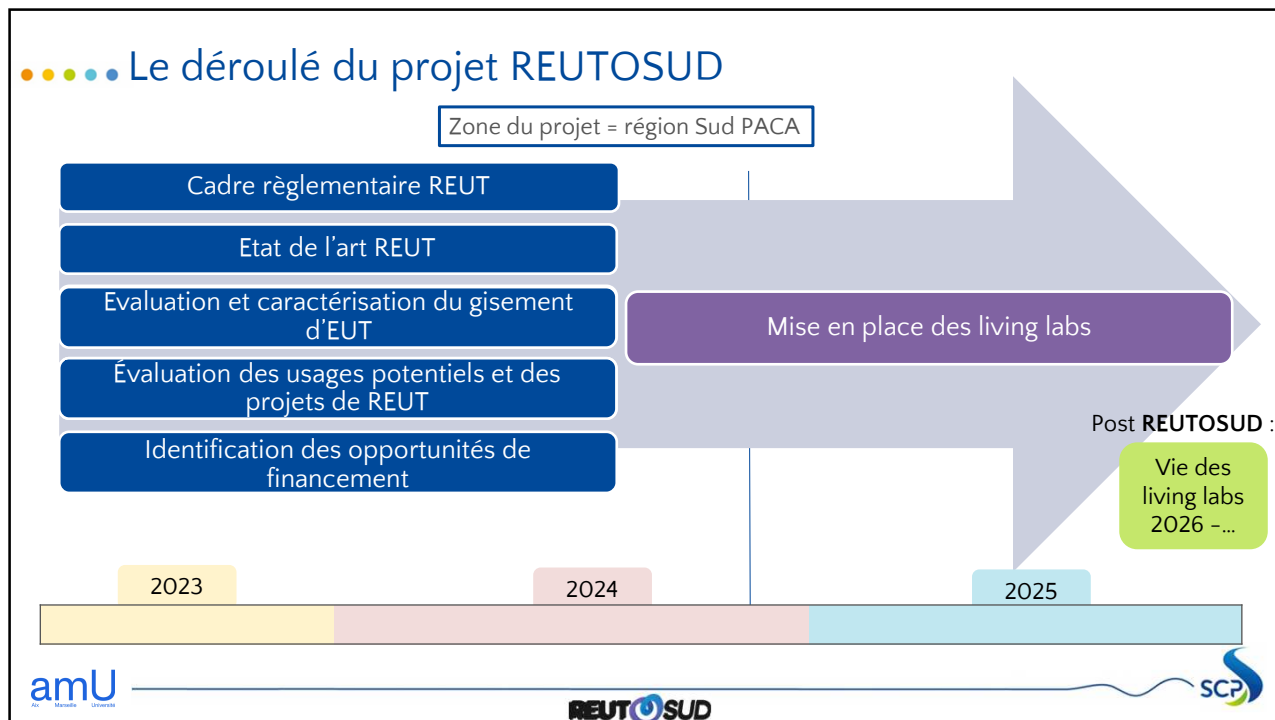 Le déroulé du projet REUTOSUD
Zone du projet = région Sud PACA
Cadre règlementaire REUT
Etat de l’art REUT
Evaluation et caractérisation du gisement
d’EUT
Évaluation des usages potentiels et des
projets de REUT
Identification des opportunités de
financement
Mise en place des living labs
Post REUTOSUD :
Vie des
living labs
2026 -...
2023
2024
2025
amU
Aix Marseille Université
REUTOSUD
SCP